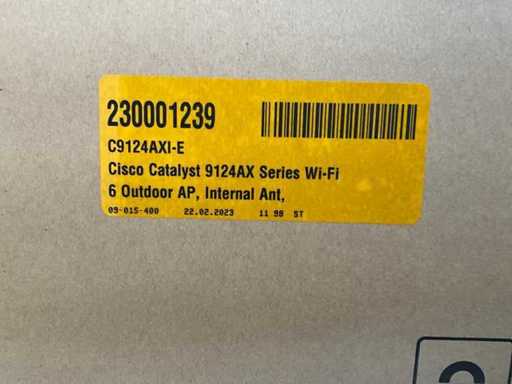 230001239
C9124AXI-E
Cisco Catalyst 9124AX Series Wi-Fi
6 Outdoor AP, Internal Ant,
09-015-400 22.02.2023 11 98 ST